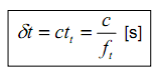 δt = ct_t = c/f_t [s]